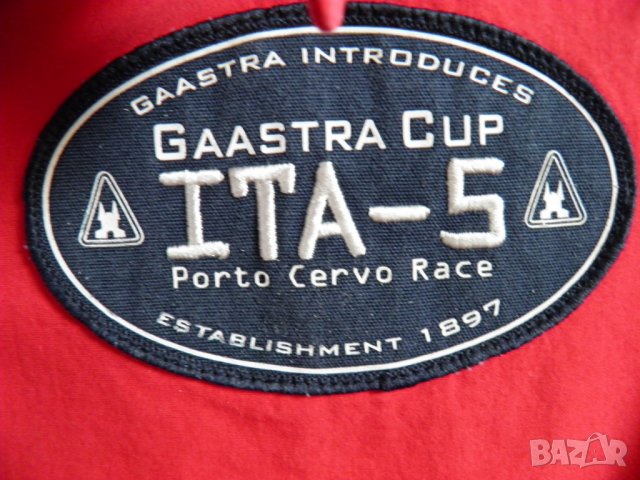 GAASTRA INTRODUCES
GAASTRA CUP
ITA-5
Porto Cervo Race
ESTABLISHMENT 1897
BAZAR